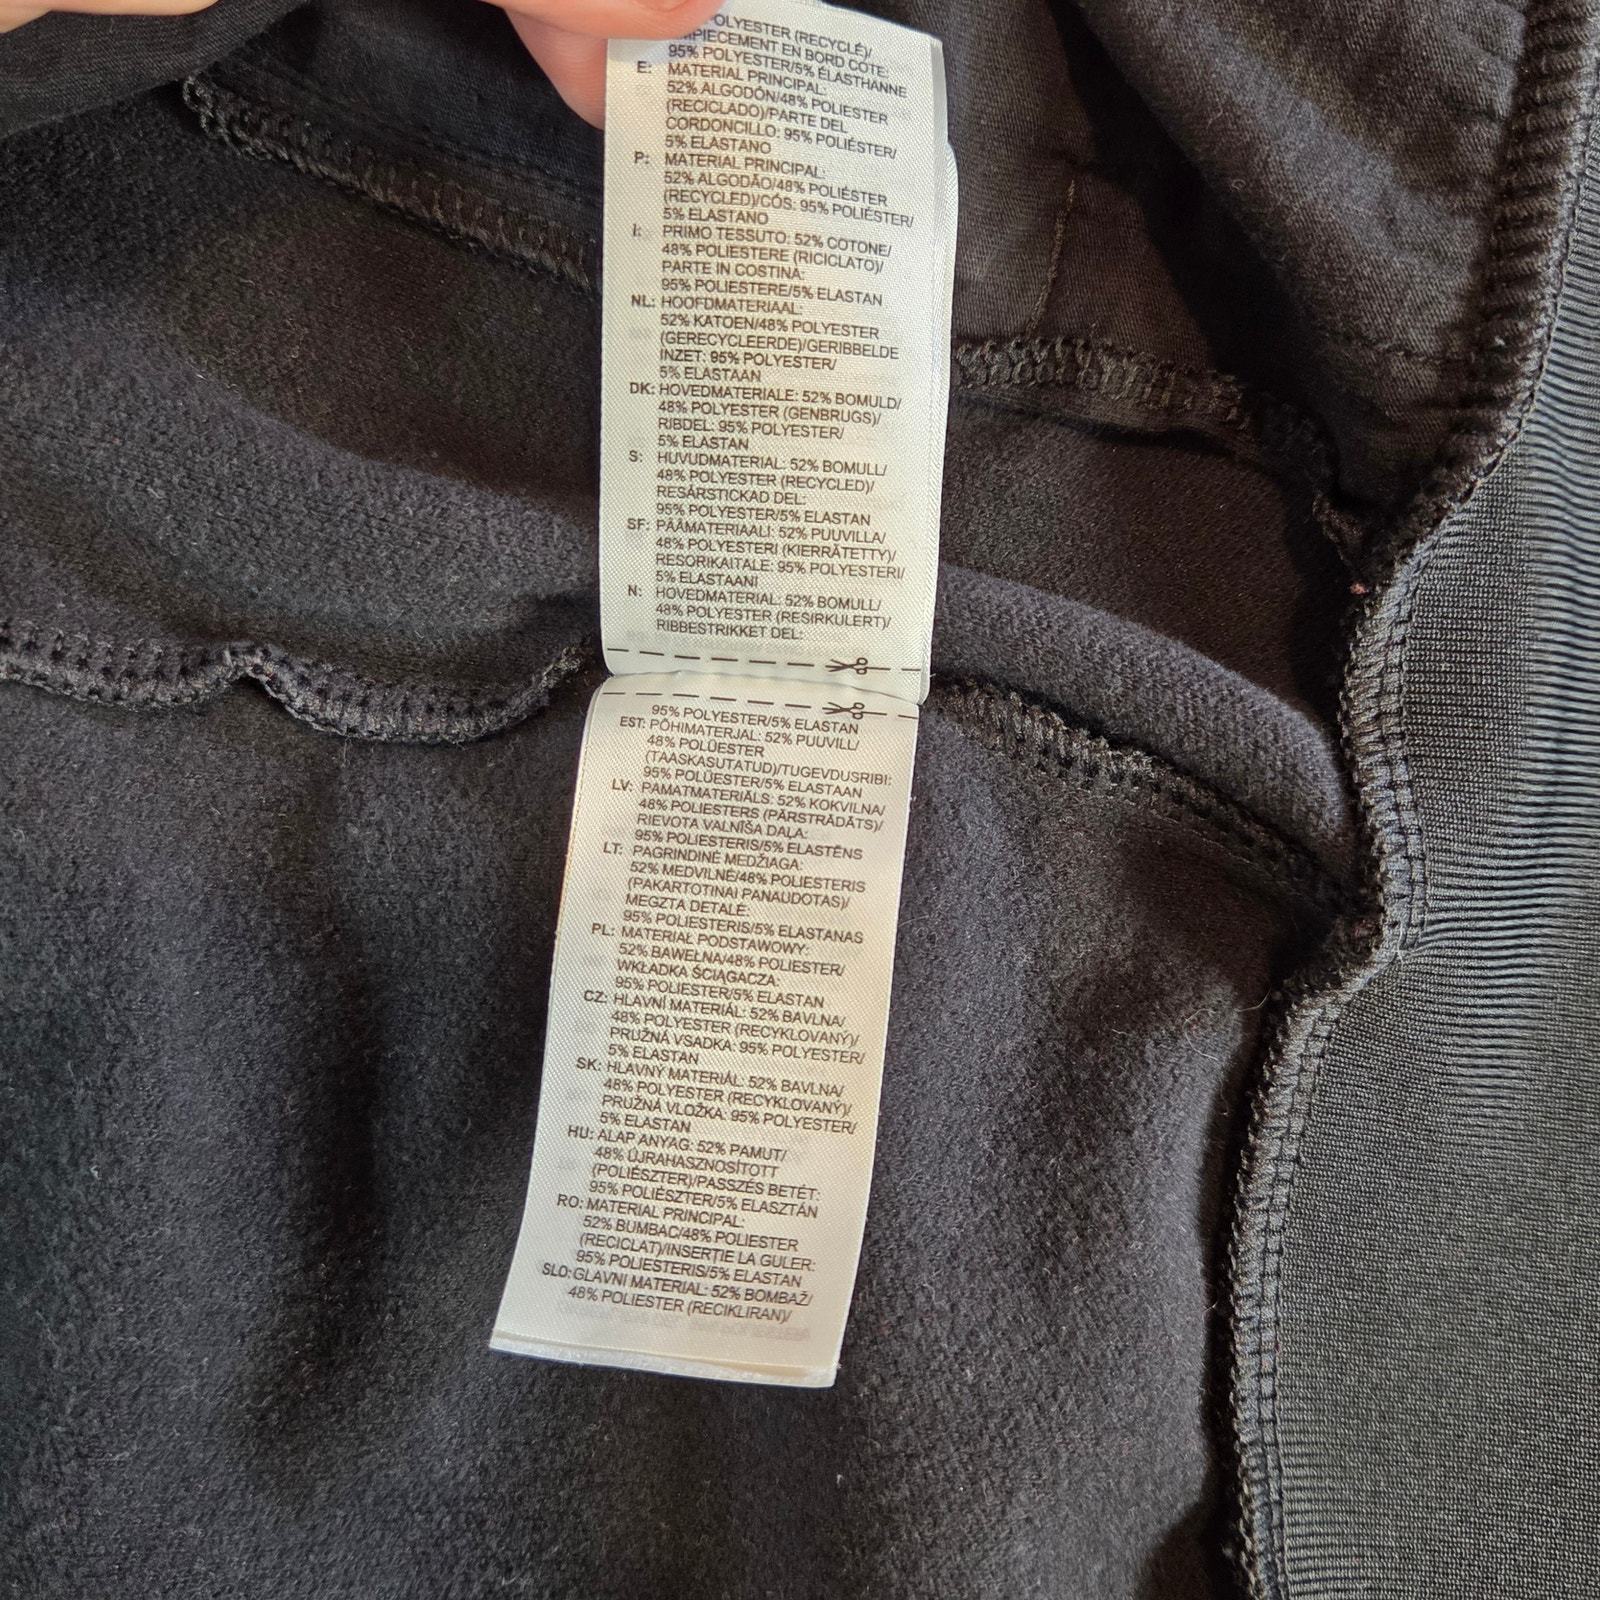 OLYESTER (RECYCLÉ)/
PIECEMENT EN BORD CÔTE:
95% POLYESTER/5% ÉLASTHANNE
E: MATERIAL PRINCIPAL:
52% ALGODÓN/48% POLIÉSTER
(RECICLADO)/PARTE DEL
CORDONCILLO: 95% POLIÉSTER/
5% ELASTANO
P: MATERIAL PRINCIPAL:
52% ALGODÃO/48% POLIÉSTER
(RECYCLED)/CÓS: 95% POLIÉSTER/
5% ELASTANO
I: PRIMO TESSUTO: 52% COTONE/
48% POLIESTERE (RICICLATO)/
PARTE IN COSTINA:
95% POLIESTERE/5% ELASTAN
NL: HOOFDMATERIAAL:
52% KATOEN/48% POLYESTER
(GERECYCLEERDE)/GERIBBELDE
INZET: 95% POLYESTER/
5% ELASTAAN
DK: HOVEDMATERIALE: 52% BOMULD/
48% POLYESTER (GENBRUGS)/
RIBDEL: 95% POLYESTER/
5% ELASTAN
S: HUVUDMATERIAL: 52% BOMULL/
48% POLYESTER (RECYCLED)/
RESÅRSTICKAD DEL:
95% POLYESTER/5% ELASTAN
SF: PÄÄMATERIAALI: 52% PUUVILLA/
48% POLYESTERI (KIERRÄTETTY)/
RESORIKAITALE: 95% POLYESTERI/
5% ELASTAANI
N: HOVEDMATERIAL: 52% BOMULL/
48% POLYESTER (RESIRKULERT)/
RIBBESTRIKKET DEL:
95% POLYESTER/5% ELASTAN
EST: PÕHIMATERJAL: 52% PUUVILL/
48% POLÜESTER
(TAASKASUTATUD)/TUGEVDUSRIBI:
95% POLÜESTER/5% ELASTAAN
LV: PAMATMATERIĀLS: 52% KOKVILNA/
48% POLIESTERS (PĀRSTRĀDĀTS)/
RIEVOTA VALNĪŠA DAĻA:
95% POLIESTERIS/5% ELASTĒNS
LT: PAGRINDINĖ MEDŽIAGA:
52% MEDVILNĖ/48% POLIESTERIS
(PAKARTOTINAI PANAUDOTAS)/
MEGZTA DETALĖ:
95% POLIESTERIS/5% ELASTANAS
PL: MATERIAŁ PODSTAWOWY:
52% BAWEŁNA/48% POLIESTER/
WKŁADKA ŚCIĄGACZA:
95% POLIESTER/5% ELASTAN
CZ: HLAVNÍ MATERIÁL: 52% BAVLNA/
48% POLYESTER (RECYKLOVANÝ)/
PRUŽNÁ VSADKA: 95% POLYESTER/
5% ELASTAN
SK: HLAVNÝ MATERIÁL: 52% BAVLNA/
48% POLYESTER (RECYKLOVANÝ)/
PRUŽNÁ VLOŽKA: 95% POLYESTER/
5% ELASTAN
HU: ALAP ANYAG: 52% PAMUT/
48% ÚJRAHASZNOSÍTOTT
(POLIÉSZTER)/PASSZÉS BETÉT:
95% POLIÉSZTER/5% ELASZTÁN
RO: MATERIAL PRINCIPAL:
52% BUMBAC/48% POLIESTER
(RECICLAT)/INSERŢIE LA GULER:
95% POLIESTERIS/5% ELASTAN
SLO: GLAVNI MATERIAL: 52% BOMBAŽ/
48% POLIESTER (RECIKLIRAN)/